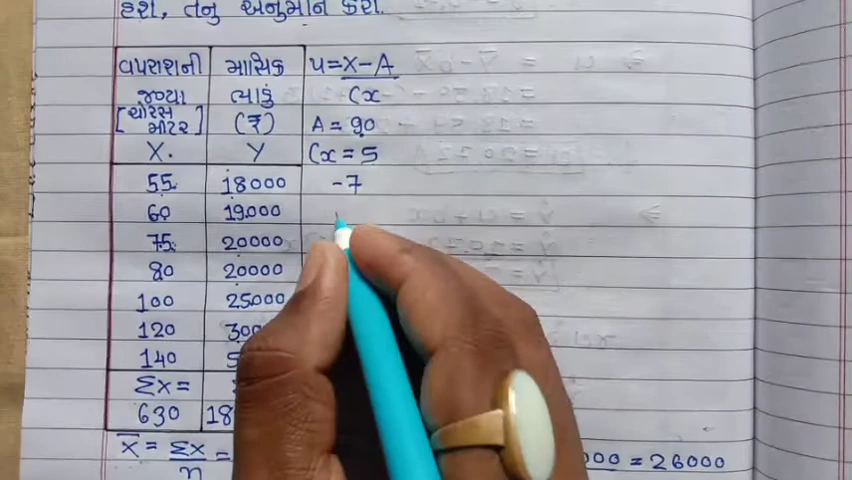 હશે, તેનુ અનુમાન કરો.
વપરાશની માસિક u = X - A
જગ્યા ભાડું Cx
[ચોરસ મીટર] (₹) A = 90
X. Y Cx = 5
55 18000 -7
60 19000
75 20000
80 20000
100 25000
120
140
Σx =
630
x̄ = Σx =
n
= 26000